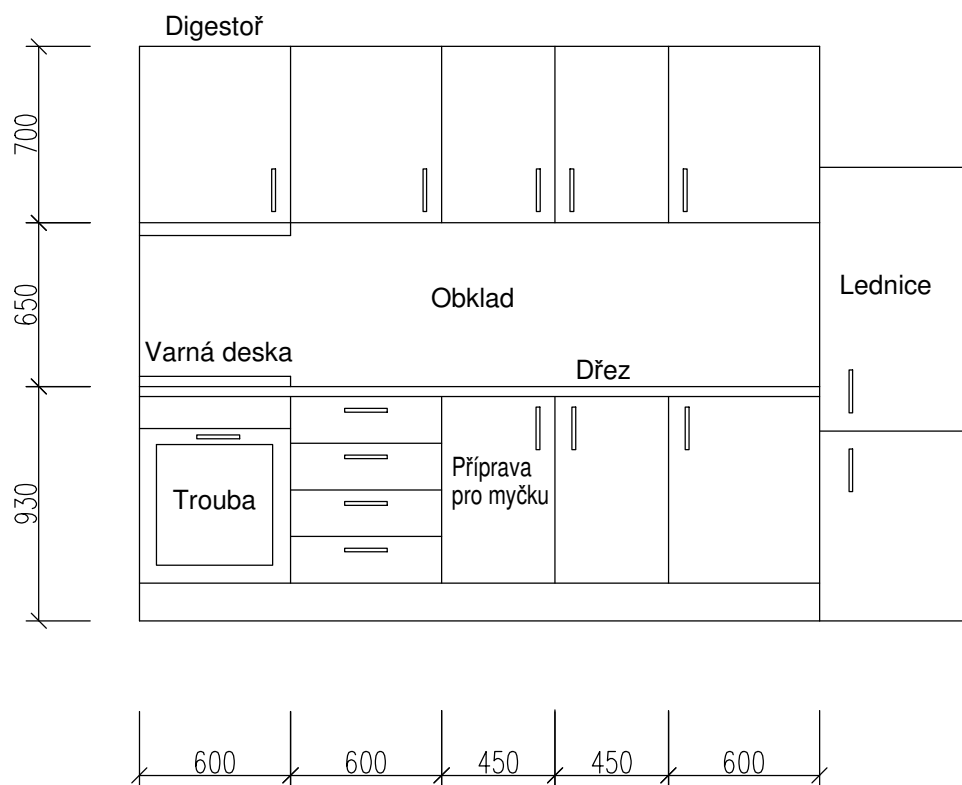 Digestoř
700
650
930
Obklad
Lednice
Varná deska
Dřez
Trouba
Příprava
pro myčku
600
600
450
450
600